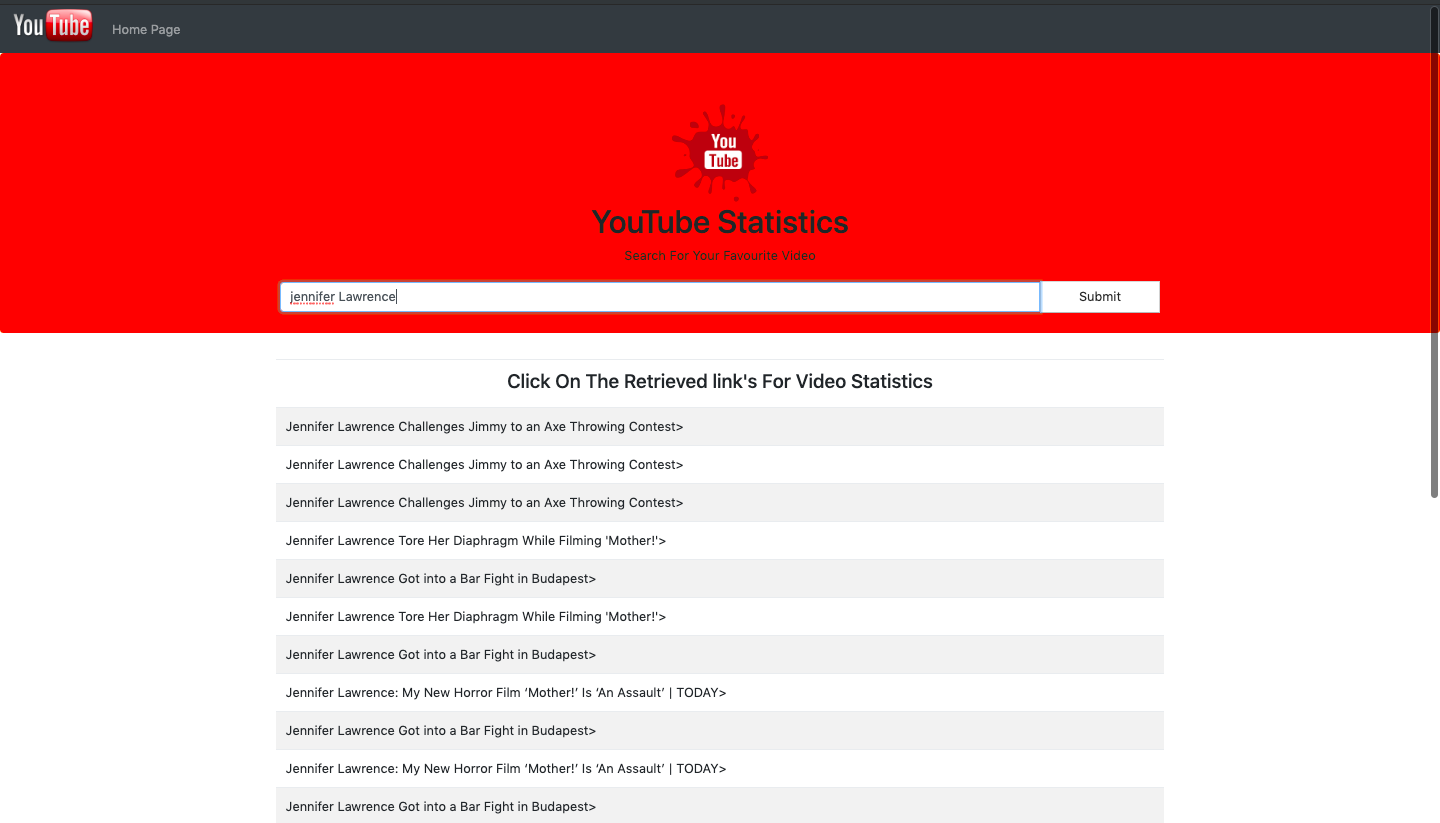 YouTube Home Page
You
Tube
YouTube Statistics
Search For Your Favourite Video
jennifer Lawrence Submit
Click On The Retrieved link's For Video Statistics
Jennifer Lawrence Challenges Jimmy to an Axe Throwing Contest>
Jennifer Lawrence Challenges Jimmy to an Axe Throwing Contest>
Jennifer Lawrence Challenges Jimmy to an Axe Throwing Contest>
Jennifer Lawrence Tore Her Diaphragm While Filming 'Mother!'>
Jennifer Lawrence Got into a Bar Fight in Budapest>
Jennifer Lawrence Tore Her Diaphragm While Filming 'Mother!'>
Jennifer Lawrence Got into a Bar Fight in Budapest>
Jennifer Lawrence: My New Horror Film ‘Mother!’ Is ‘An Assault’ | TODAY>
Jennifer Lawrence Got into a Bar Fight in Budapest>
Jennifer Lawrence: My New Horror Film ‘Mother!’ Is ‘An Assault’ | TODAY>
Jennifer Lawrence Got into a Bar Fight in Budapest>